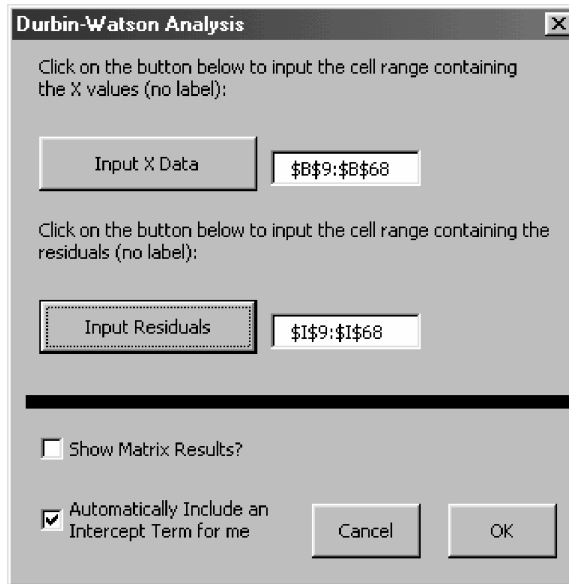 Durbin-Watson Analysis
Click on the button below to input the cell range containing
the X values (no label):
Input X Data
$B$9:$B$68
Click on the button below to input the cell range containing the
residuals (no label):
Input Residuals
$I$9:$I$68
Show Matrix Results?
Automatically Include an
Intercept Term for me
Cancel
OK